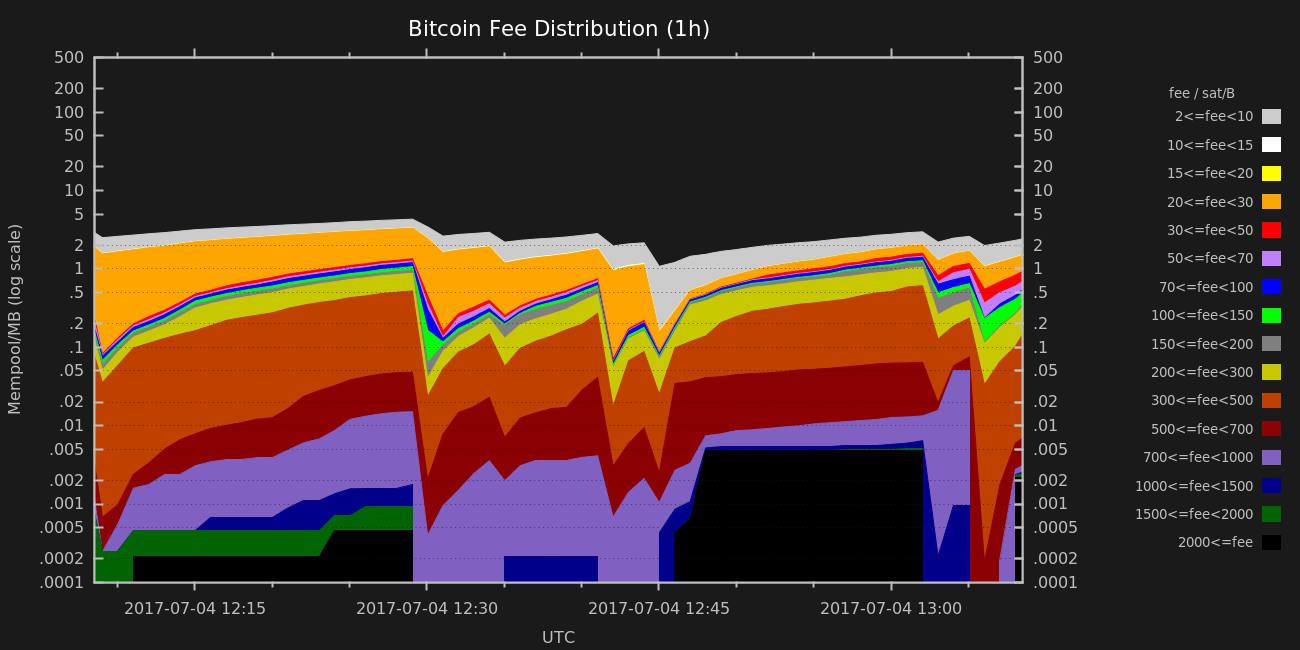 Bitcoin Fee Distribution (1h)
500 500
200 200
100 100
50 50
20 20
10 10
5 5
2 2
1 1
.5 .5
.2 .2
.1 .1
.05 .05
.02 .02
.01 .01
.005 .005
.002 .002
.001 .001
.0005 .0005
.0002 .0002
.0001 .0001
Mempool/MB (log scale)
2017-07-04 12:15 2017-07-04 12:30 2017-07-04 12:45 2017-07-04 13:00
UTC
fee / sat/B
2<=fee<10
10<=fee<15
15<=fee<20
20<=fee<30
30<=fee<50
50<=fee<70
70<=fee<100
100<=fee<150
150<=fee<200
200<=fee<300
300<=fee<500
500<=fee<700
700<=fee<1000
1000<=fee<1500
1500<=fee<2000
2000<=fee